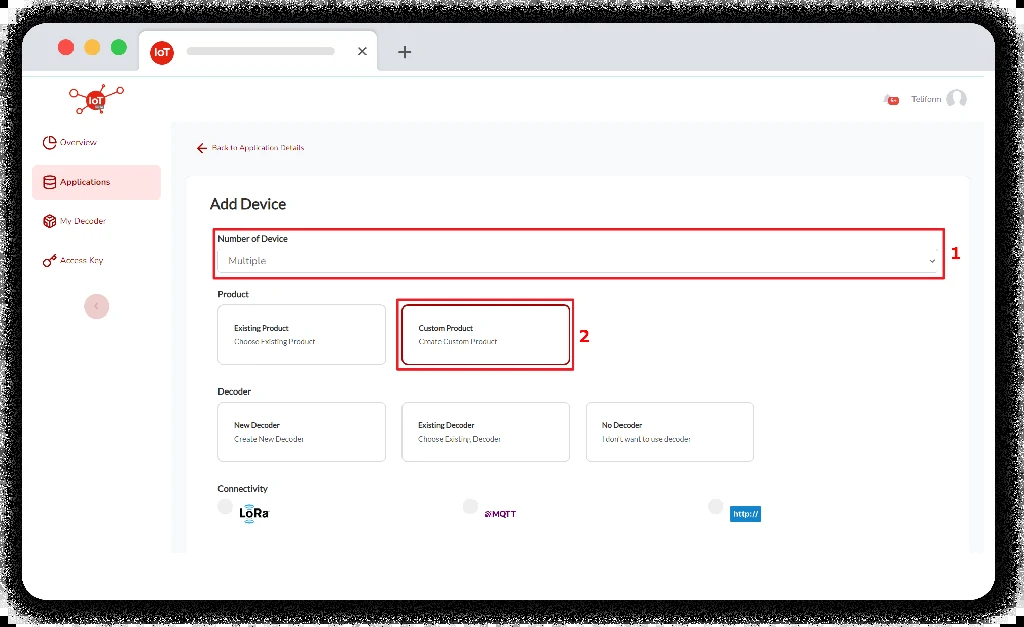 IoT
IoT
5+
Teliform
Overview
Applications
My Decoder
Access Key
Back to Application Details
Add Device
Number of Device
Multiple
1
Product
Existing Product
Choose Existing Product
Custom Product
Create Custom Product
2
Decoder
New Decoder
Create New Decoder
Existing Decoder
Choose Existing Decoder
No Decoder
I don't want to use decoder
Connectivity
LoRa
MQTT
http://